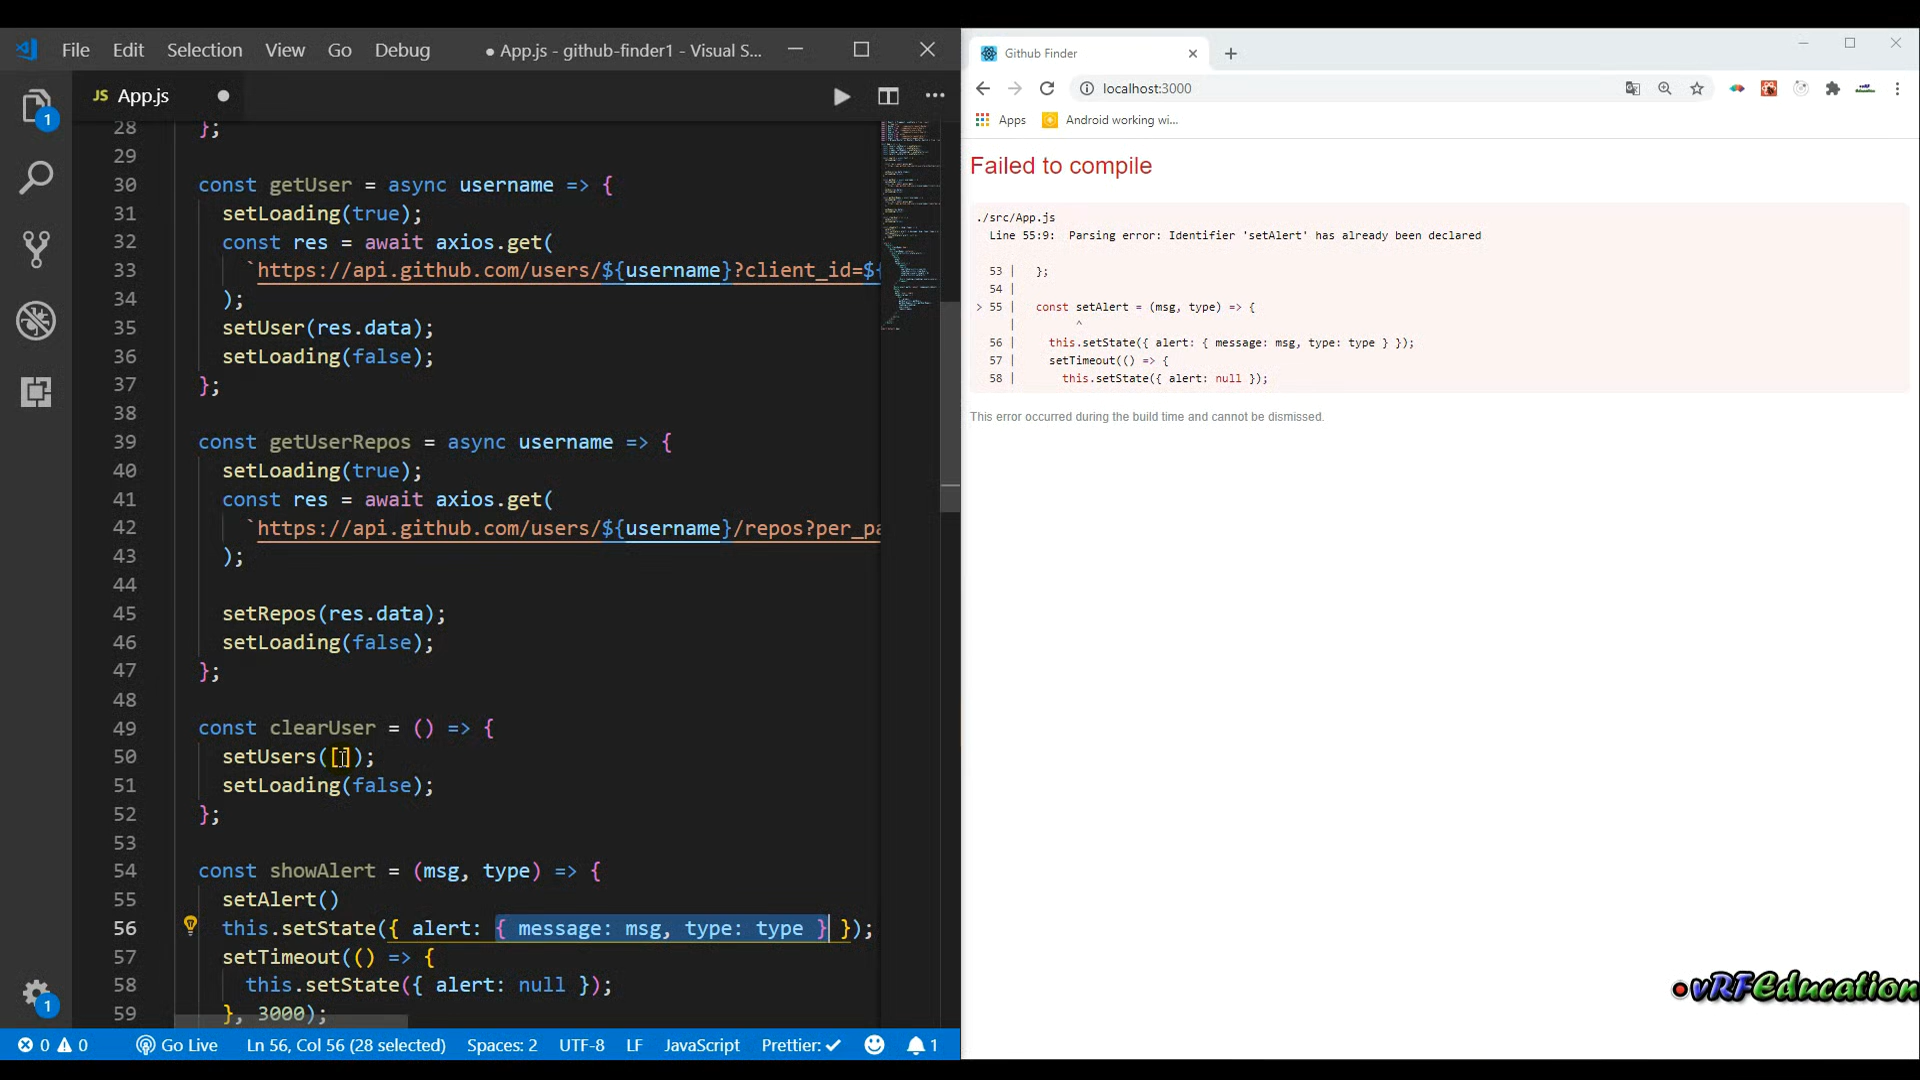 File Edit Selection View Go Debug ● App.js - github-finder1 - Visual S...
JS App.js
28 };
29
30 const getUser = async username => {
31 setLoading(true);
32 const res = await axios.get(
33 `https://api.github.com/users/${username}?client_id=${
34 );
35 setUser(res.data);
36 setLoading(false);
37 };
38
39 const getUserRepos = async username => {
40 setLoading(true);
41 const res = await axios.get(
42 `https://api.github.com/users/${username}/repos?per_pa
43 );
44
45 setRepos(res.data);
46 setLoading(false);
47 };
48
49 const clearUser = () => {
50 setUsers([]);
51 setLoading(false);
52 };
53
54 const showAlert = (msg, type) => {
55 setAlert()
56 this.setState({ alert: { message: msg, type: type } });
57 setTimeout(() => {
58 this.setState({ alert: null });
59 }, 3000);
1
1
0 0 Go Live Ln 56, Col 56 (28 selected) Spaces: 2 UTF-8 LF JavaScript Prettier: ✓ 1
Github Finder
localhost:3000
Apps Android working wi...
Failed to compile
./src/App.js
Line 55:9: Parsing error: Identifier 'setAlert' has already been declared
53 | };
54 |
> 55 | const setAlert = (msg, type) => {
| ^
56 | this.setState({ alert: { message: msg, type: type } });
57 | setTimeout(() => {
58 | this.setState({ alert: null });
This error occurred during the build time and cannot be dismissed.
vRFEducation